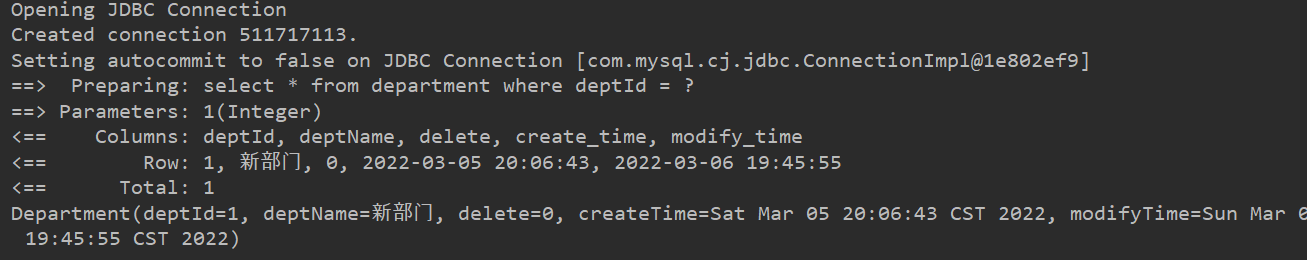 Opening JDBC Connection
Created connection 511717113.
Setting autocommit to false on JDBC Connection [com.mysql.cj.jdbc.ConnectionImpl@1e802ef9]
==>  Preparing: select * from department where deptId = ?
==> Parameters: 1(Integer)
<==    Columns: deptId, deptName, delete, create_time, modify_time
<==        Row: 1, 新部门, 0, 2022-03-05 20:06:43, 2022-03-06 19:45:55
<==      Total: 1
Department(deptId=1, deptName=新部门, delete=0, createTime=Sat Mar 05 20:06:43 CST 2022, modifyTime=Sun Mar
19:45:55 CST 2022)